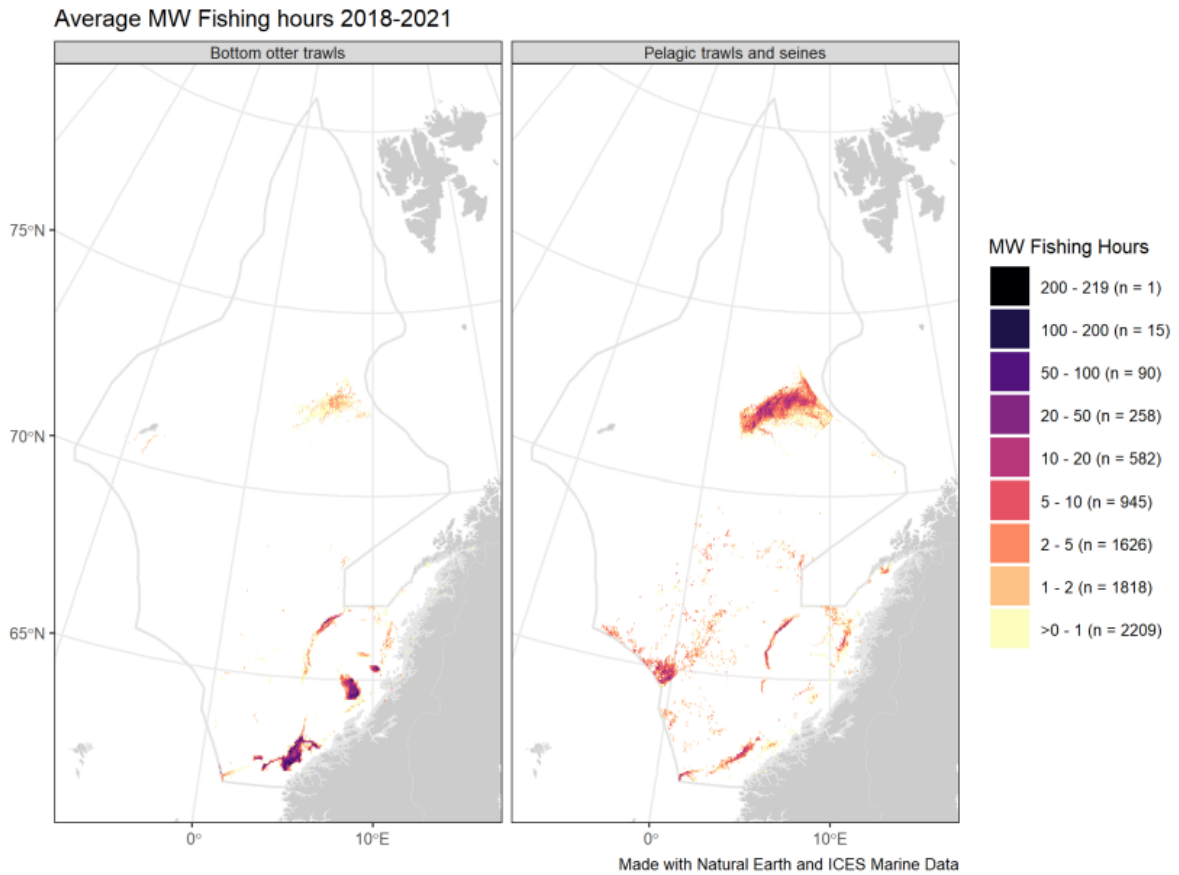 Average MW Fishing hours 2018-2021
Bottom otter trawls
Pelagic trawls and seines
75°N
70°N
65°N
0°
10°E
0°
10°E
MW Fishing Hours
200 - 219 (n = 1)
100 - 200 (n = 15)
50 - 100 (n = 90)
20 - 50 (n = 258)
10 - 20 (n = 582)
5 - 10 (n = 945)
2 - 5 (n = 1626)
1 - 2 (n = 1818)
>0 - 1 (n = 2209)
Made with Natural Earth and ICES Marine Data